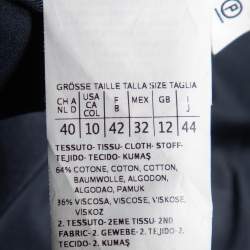 GRÖSSE TAILLE TALLA SIZE TAGLIA
CH A NL D USA CA COL F B MEX GB I J
40 10 42 32 12 44
TESSUTO-TISSU-CLOTH-STOFF-
TEJIDO-TECIDO-KUMAŞ
64% COTONE, COTON, COTTON,
BAUMWOLLE, ALGODON,
ALGODAO, PAMUK
36% VISCOSA, VISCOSE, VISKOSE,
VISKOZ
2. TESSUTO-2EME TISSU-2ND
FABRIC-2. STOFF-2. TEJIDO-2.
TECIDO-2. KUMAŞ
P